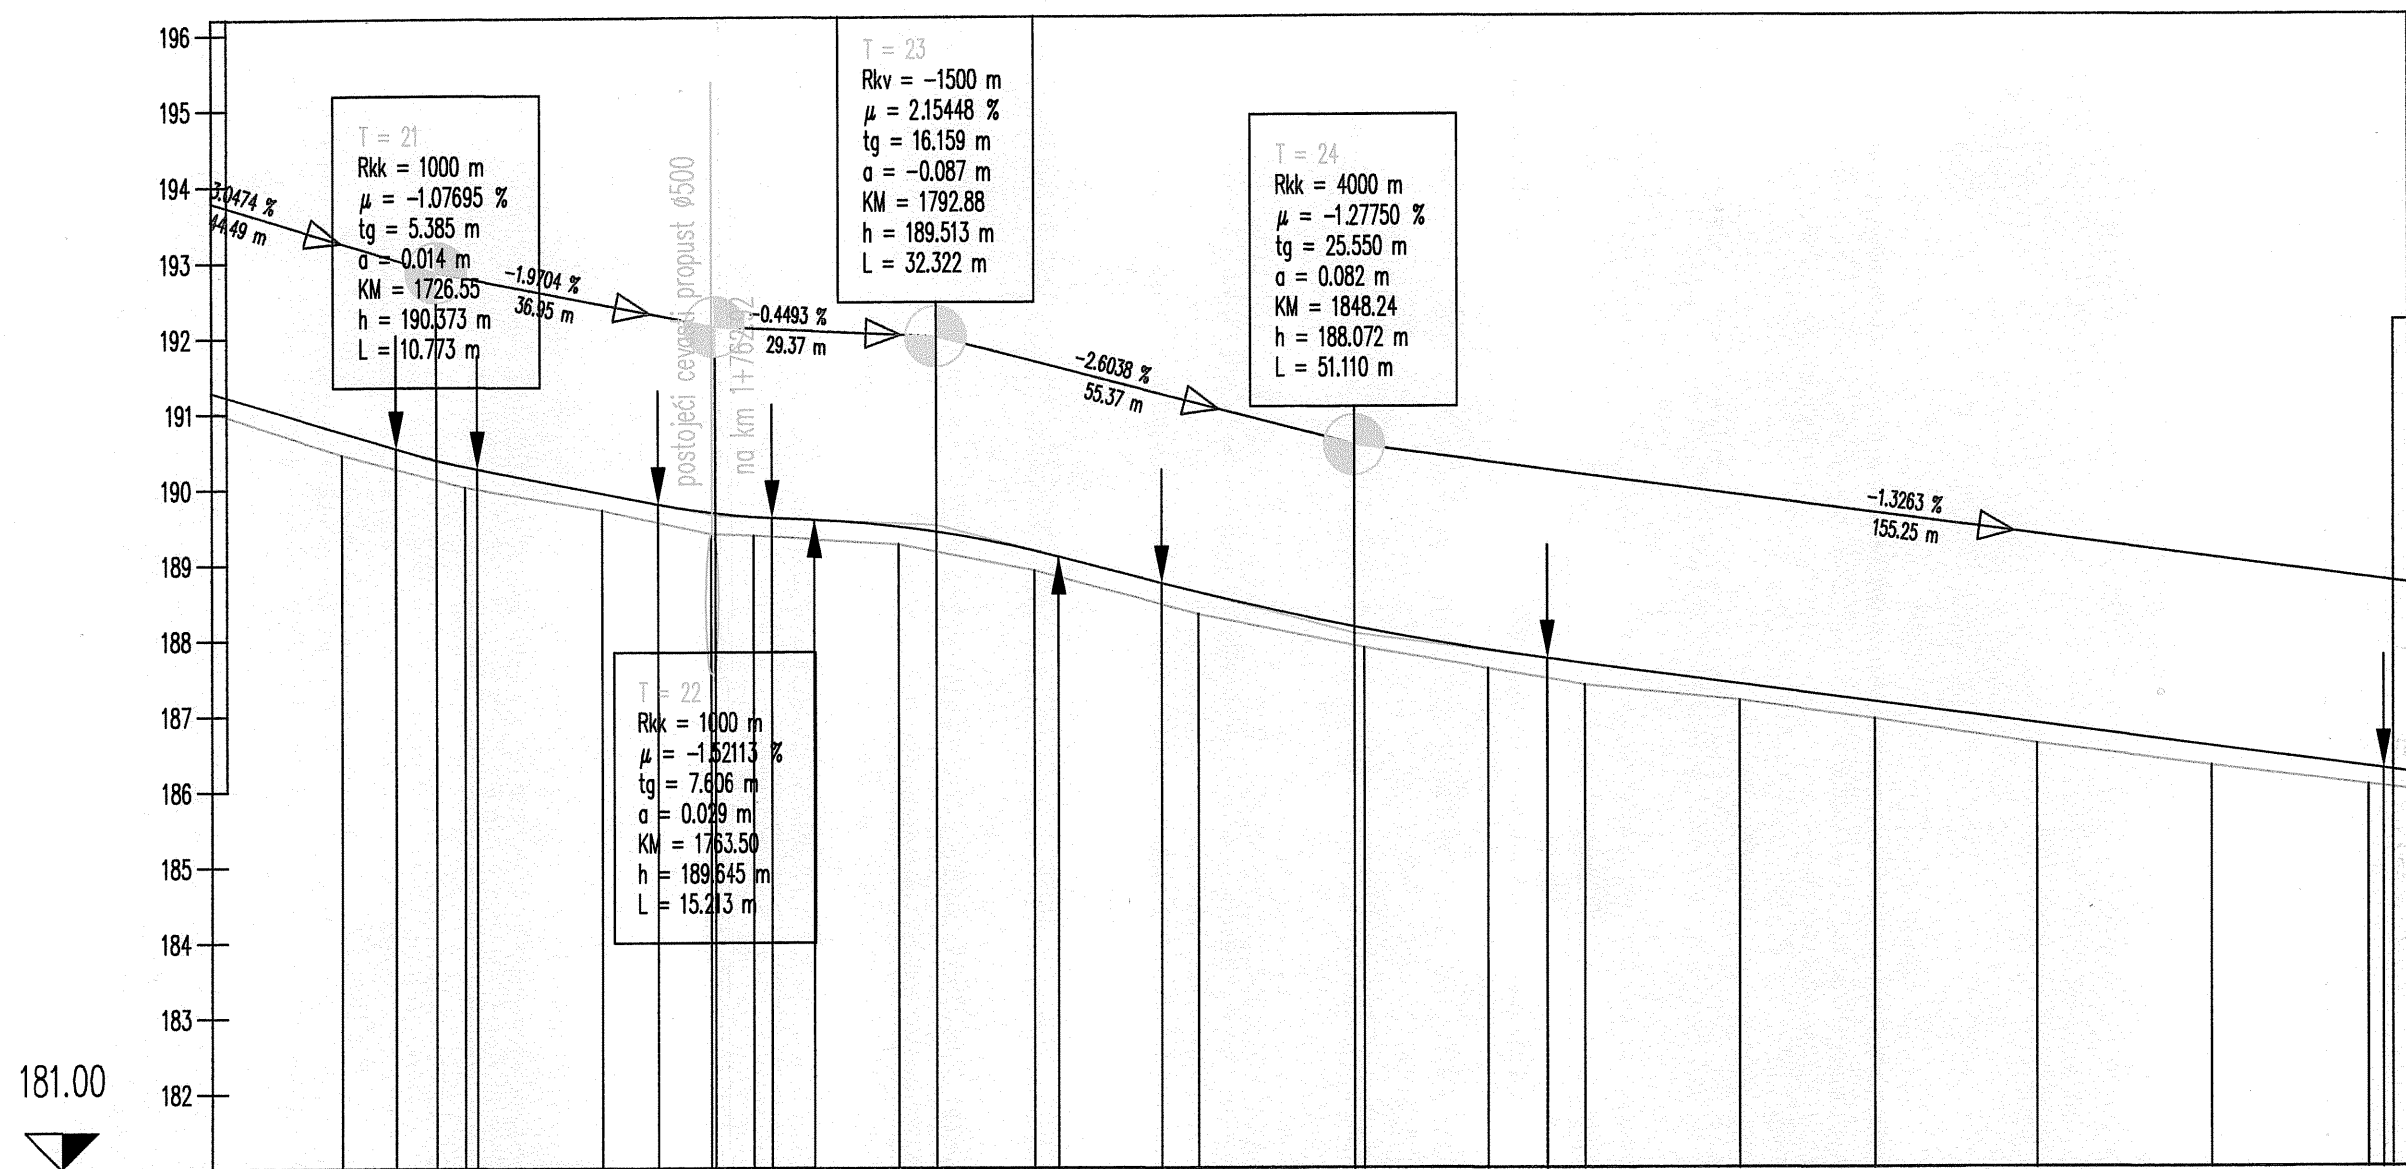 196
195
194
193
192
191
190
189
188
187
186
185
184
183
182
181.00
3.0474 %
44.49 m
T = 21
Rkk = 1000 m
μ = -1.07695 %
tg = 5.385 m
a = 0.014 m
KM = 1726.55
h = 190.373 m
L = 10.773 m
-1.9704 %
36.95 m
postojeći cevasti propust ø500
na km
-0.4493 %
29.37 m
T = 22
Rkk = 1000 m
μ = -1.52113 %
tg = 7.606 m
a = 0.029 m
KM = 1763.50
h = 189.645 m
L = 15.213 m
T = 23
Rkv = -1500 m
μ = 2.15448 %
tg = 16.159 m
a = -0.087 m
KM = 1792.88
h = 189.513 m
L = 32.322 m
-2.6038 %
55.37 m
T = 24
Rkk = 4000 m
μ = -1.27750 %
tg = 25.550 m
a = 0.082 m
KM = 1848.24
h = 188.072 m
L = 51.110 m
-1.3263 %
155.25 m